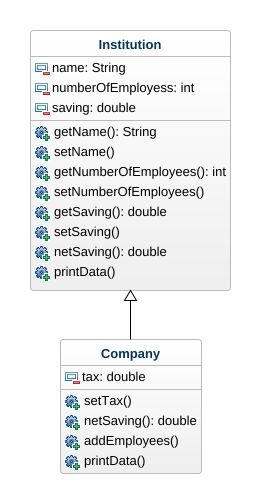 Institution
name: String
numberOfEmployess: int
saving: double
getName(): String
setName()
getNumberOfEmployees(): int
setNumberOfEmployess()
getSaving(): double
setSaving()
netSaving(): double
printData()
Company
tax: double
setTax()
netSaving(): double
addEmployees()
printData()